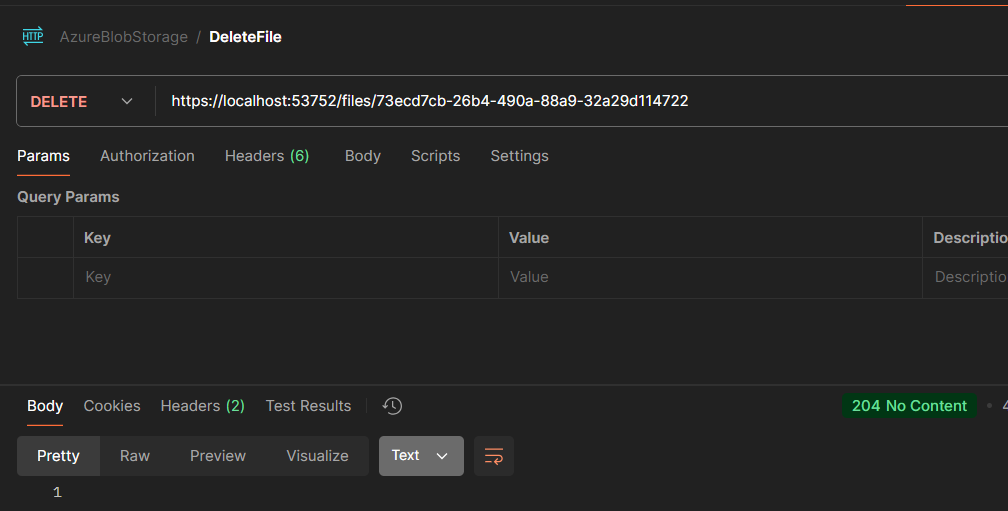 HTTP AzureBlobStorage / DeleteFile
DELETE https://localhost:53752/files/73ecd7cb-26b4-490a-88a9-32a29d114722
Params Authorization Headers (6) Body Scripts Settings
Query Params
Key Value Descriptio
Key Value Descriptio
Body Cookies Headers (2) Test Results 204 No Content •
Pretty Raw Preview Visualize Text
1